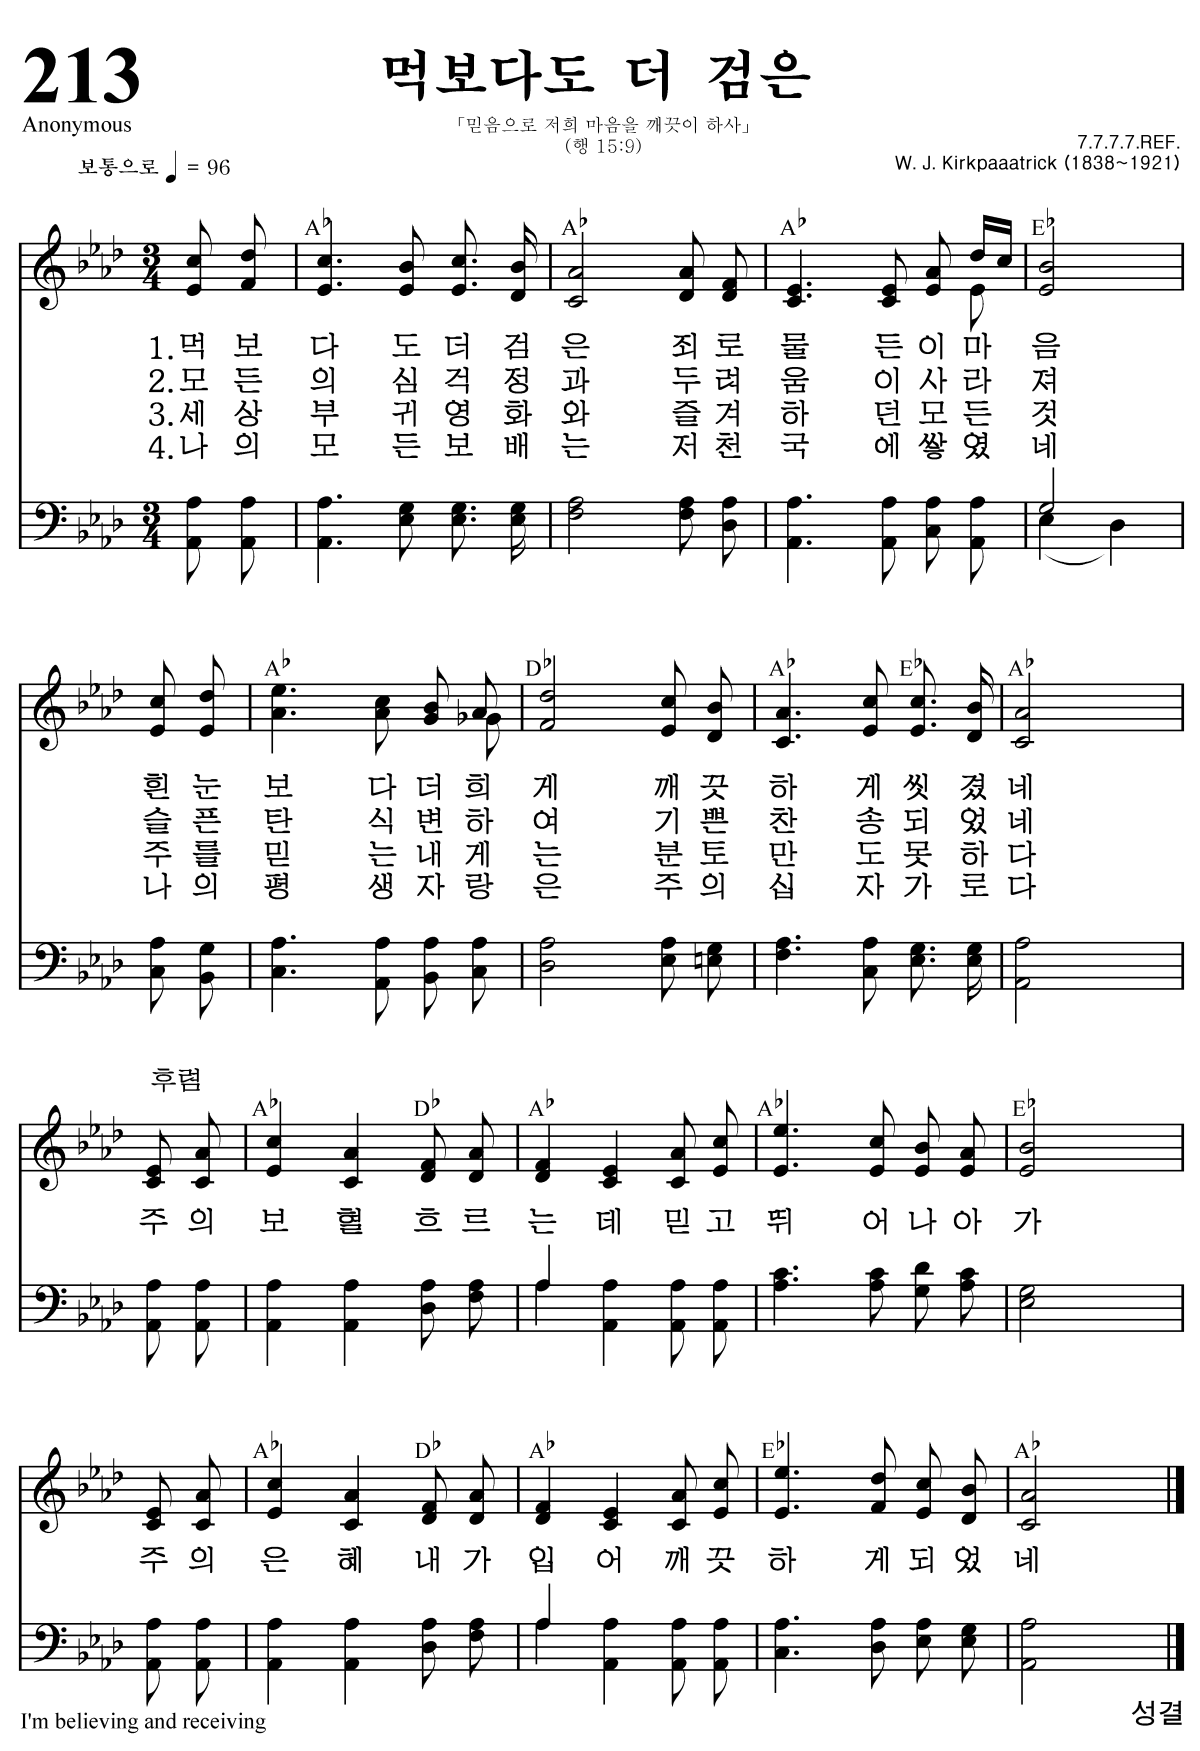 213
먹보다도 더 검은
Anonymous
「믿음으로 저희 마음을 깨끗이 하사」
(행 15:9)
7.7.7.7.REF.
보통으로 ♩ = 96
W. J. Kirkpaaatrick (1838~1921)
A♭ A♭ A♭ E♭
1.먹 보 다 도 더 검 은 죄 로 물 든 이 마 음
2.모 든 의 심 걱 정 과 두 려 움 이 사 라 져
3.세 상 부 귀 영 화 와 즐 겨 하 던 모 든 것
4.나 의 모 든 보 배 는 저 천 국 에 쌓 였 네
A♭ D♭ A♭ E♭ A♭
흰 눈 보 다 더 희 게 깨 끗 하 게 씻 겼 네
슬 픈 탄 식 변 하 여 기 쁜 찬 송 되 었 네
주 를 믿 는 내 게 는 분 토 만 도 못 하 다
나 의 평 생 자 랑 은 주 의 십 자 가 로 다
후렴
A♭ D♭ A♭ A♭ E♭
주 의 보 혈 흐 르 는 데 믿 고 뛰 어 나 아 가
A♭ D♭ A♭ E♭ A♭
주 의 은 혜 내 가 입 어 깨 끗 하 게 되 었 네
I'm believing and receiving
성결